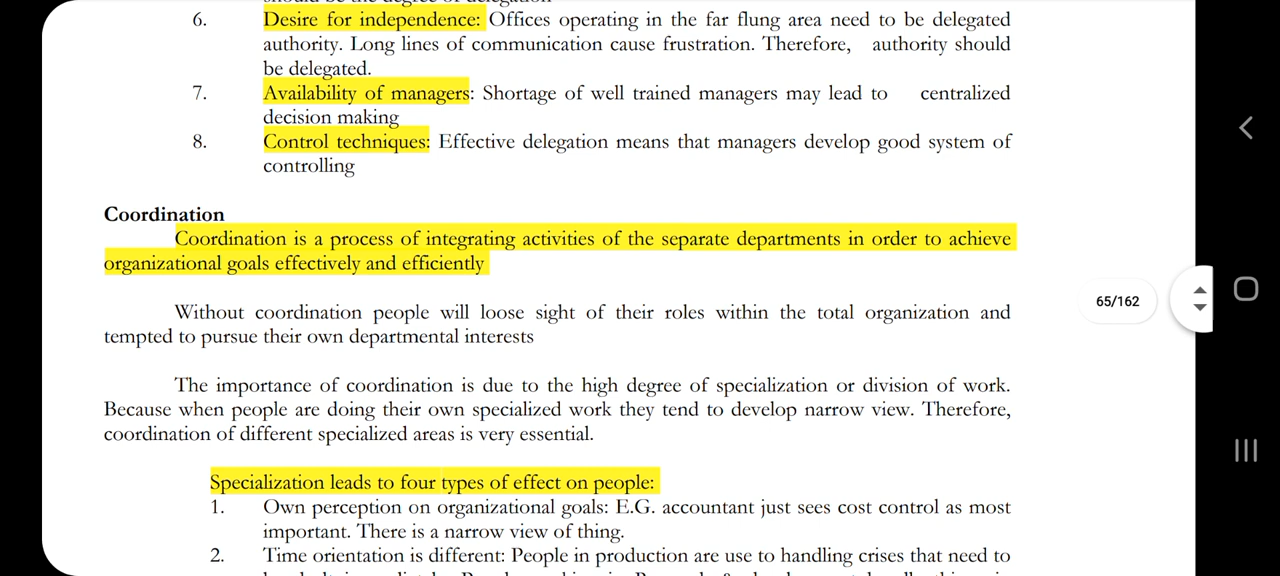 should be the degree of delegation
6. Desire for independence: Offices operating in the far flung area need to be delegated
authority. Long lines of communication cause frustration. Therefore, authority should
be delegated.
7. Availability of managers: Shortage of well trained managers may lead to centralized
decision making
8. Control techniques: Effective delegation means that managers develop good system of
controlling
Coordination
Coordination is a process of integrating activities of the separate departments in order to achieve
organizational goals effectively and efficiently
65/162
Without coordination people will loose sight of their roles within the total organization and
tempted to pursue their own departmental interests
The importance of coordination is due to the high degree of specialization or division of work.
Because when people are doing their own specialized work they tend to develop narrow view. Therefore,
coordination of different specialized areas is very essential.
Specialization leads to four types of effect on people:
1. Own perception on organizational goals: E.G. accountant just sees cost control as most
important. There is a narrow view of thing.
2. Time orientation is different: People in production are use to handling crises that need to